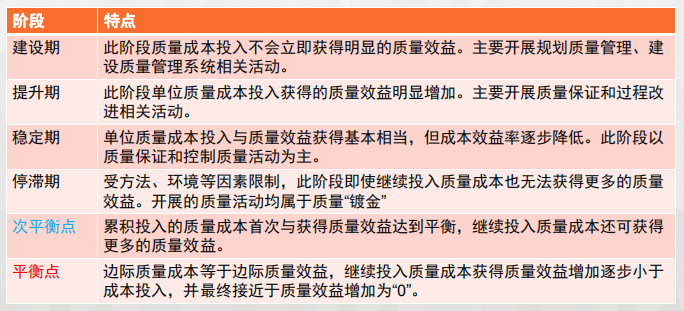 阶段 特点
建设期 此阶段质量成本投入不会立即获得明显的质量效益。主要开展规划质量管理、建
设质量管理系统相关活动。
提升期 此阶段单位质量成本投入获得的质量效益明显增加。主要开展质量保证和过程改
进相关活动。
稳定期 单位质量成本投入与质量效益获得基本相当，但成本效益率逐步降低。此阶段以
质量保证和控制质量活动为主。
停滞期 受方法、环境等因素限制，此阶段即使继续投入质量成本也无法获得更多的质量
效益。开展的质量活动均属于质量“镀金”
次平衡点 累积投入的质量成本首次与获得质量效益达到平衡，继续投入质量成本还可获得
更多的质量效益。
平衡点 边际质量成本等于边际质量效益，继续投入质量成本获得质量效益增加逐步小于
成本投入，并最终接近于质量效益增加为“0”。